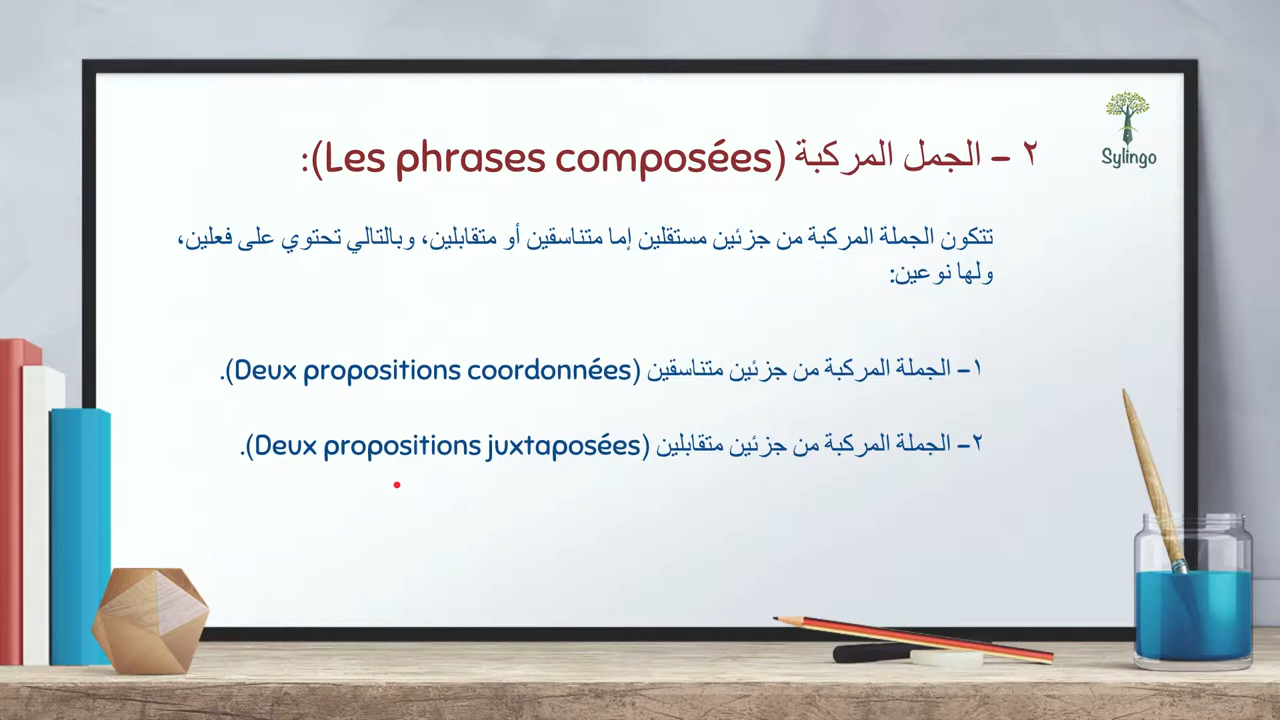 Sylingo
٢ – الجمل المركبة (Les phrases composées):
تتكون الجملة المركبة من جزئين مستقلين إما متناسقين أو متقابلين، وبالتالي تحتوي على فعلين،
ولها نوعين:
١– الجملة المركبة من جزئين متناسقين (Deux propositions coordonnées).
٢– الجملة المركبة من جزئين متقابلين (Deux propositions juxtaposées).